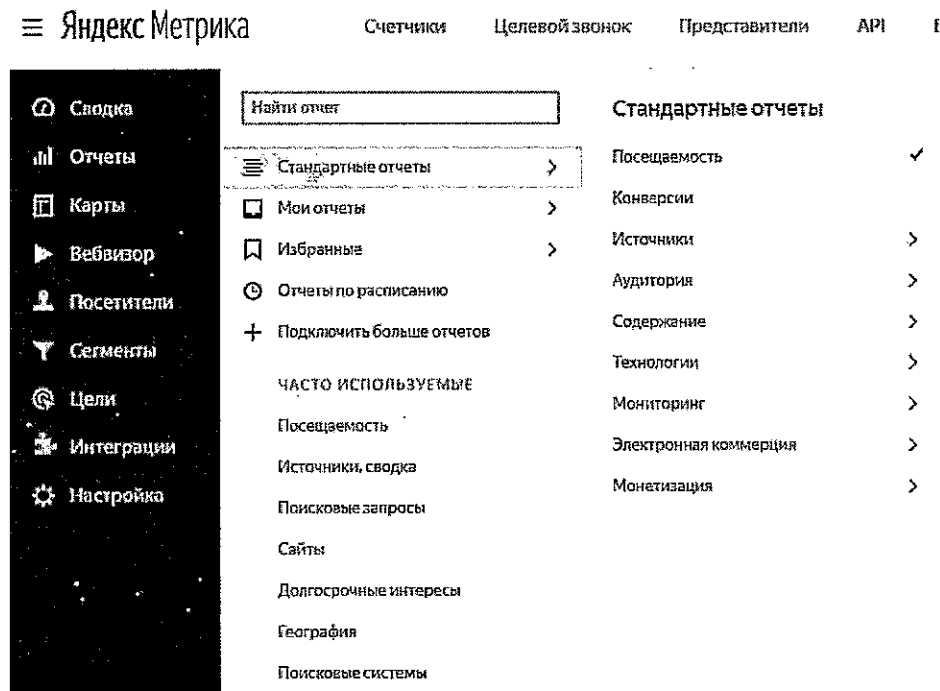 Яндекс Метрика
Счетчики Целевой звонок Представители API
Сводка
Отчеты
Карты
Вебвизор
Посетители
Сегменты
Цели
Интеграции
Настройка
Найти отчет
Стандартные отчеты
Мои отчеты
Избранные
Отчеты по расписанию
Подключить больше отчетов
ЧАСТО ИСПОЛЬЗУЕМЫЕ
Посещаемость
Источники, сводка
Поисковые запросы
Сайты
Долгосрочные интересы
География
Поисковые системы
Стандартные отчеты
Посещаемость
Конверсии
Источники
Аудитория
Содержание
Технологии
Мониторинг
Электронная коммерция
Монетизация